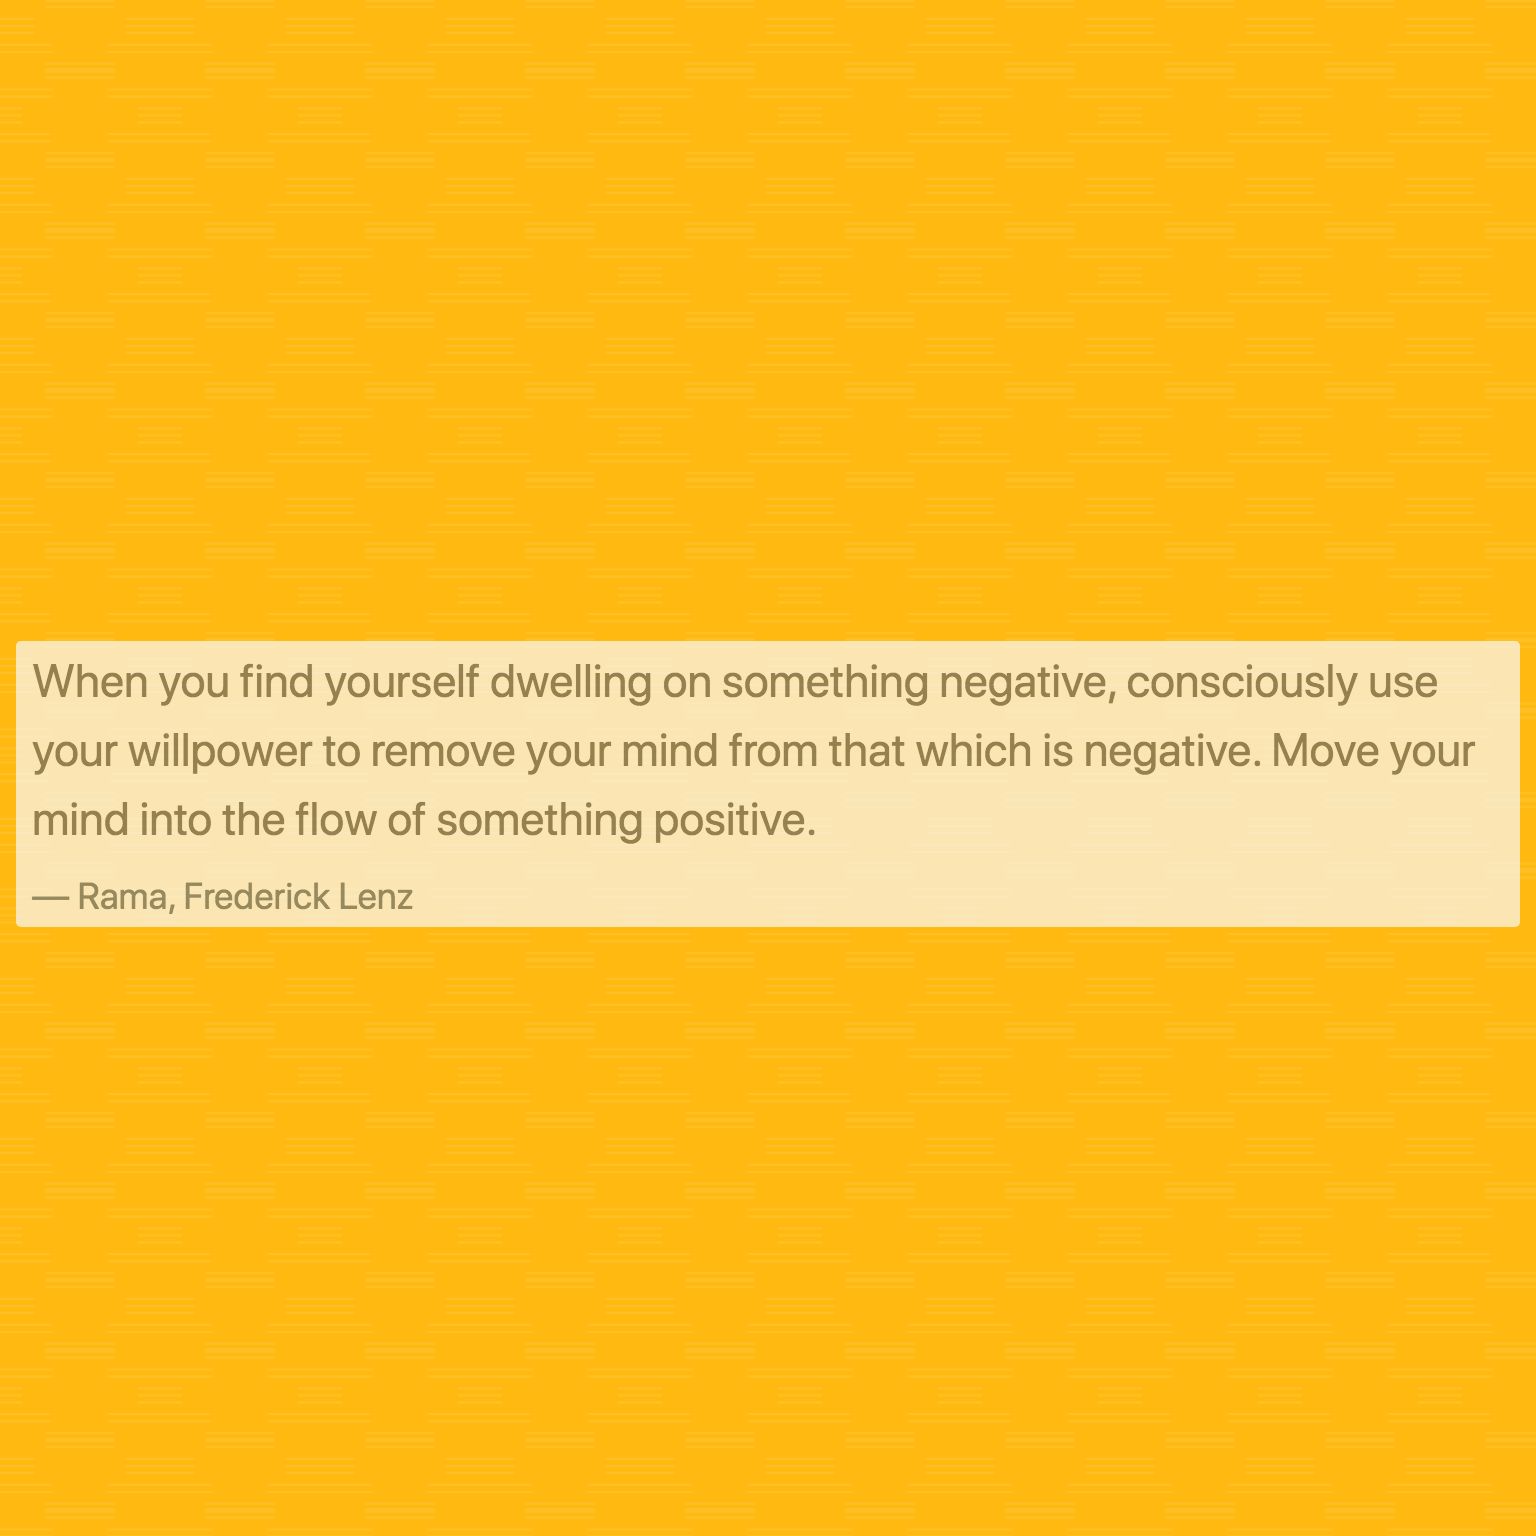 When you find yourself dwelling on something negative, consciously use
your willpower to remove your mind from that which is negative. Move your
mind into the flow of something positive.
— Rama, Frederick Lenz